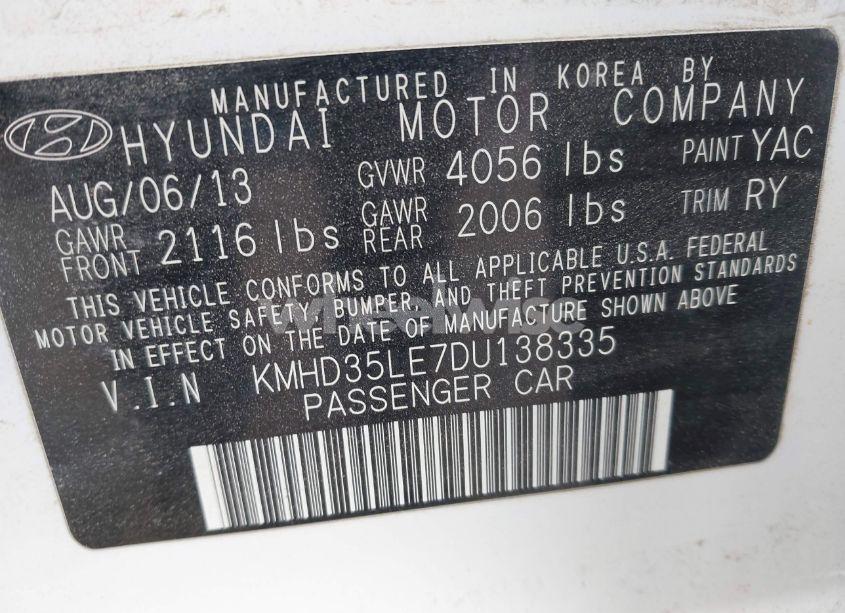 MANUFACTURED IN KOREA BY
HYUNDAI MOTOR COMPANY
AUG/06/13 GVWR 4056 lbs PAINT YAC
GAWR FRONT 2116 lbs GAWR REAR 2006 lbs TRIM RY
THIS VEHICLE CONFORMS TO ALL APPLICABLE U.S.A. FEDERAL
MOTOR VEHICLE SAFETY, BUMPER, AND THEFT PREVENTION STANDARDS
IN EFFECT ON THE DATE OF MANUFACTURE SHOWN ABOVE
V.I.N KMHD35LE7DU138335
PASSENGER CAR